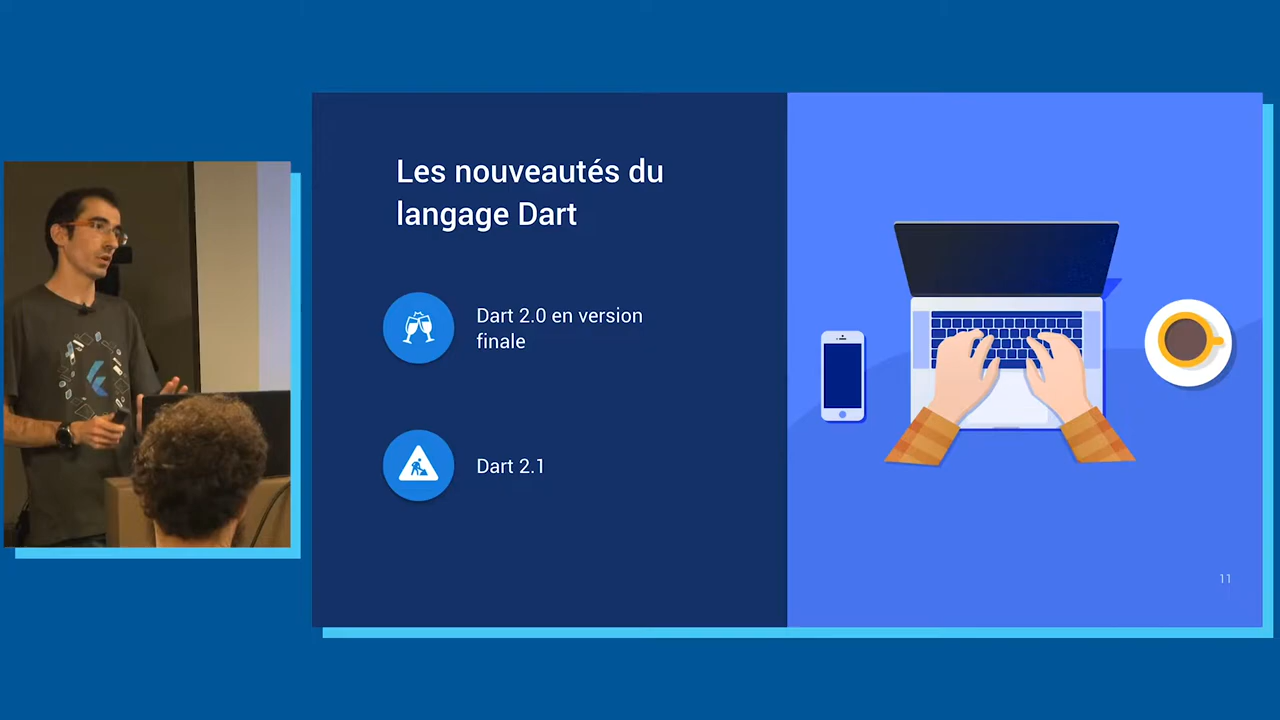 Les nouveautés du
langage Dart
Dart 2.0 en version
finale
Dart 2.1
11